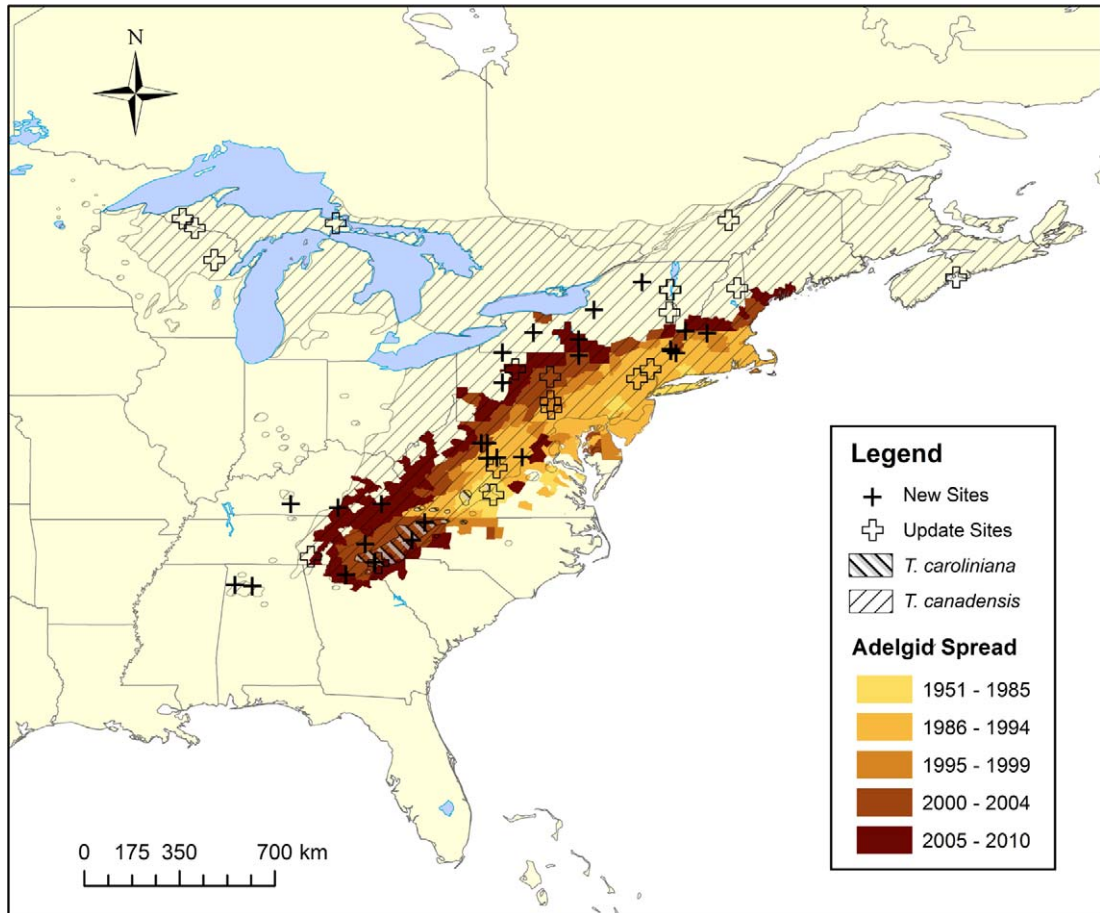 N
Legend
New Sites
Update Sites
T. caroliniana
T. canadensis
Adelgid Spread
1951 - 1985
1986 - 1994
1995 - 1999
2000 - 2004
2005 - 2010
0 175 350 700 km